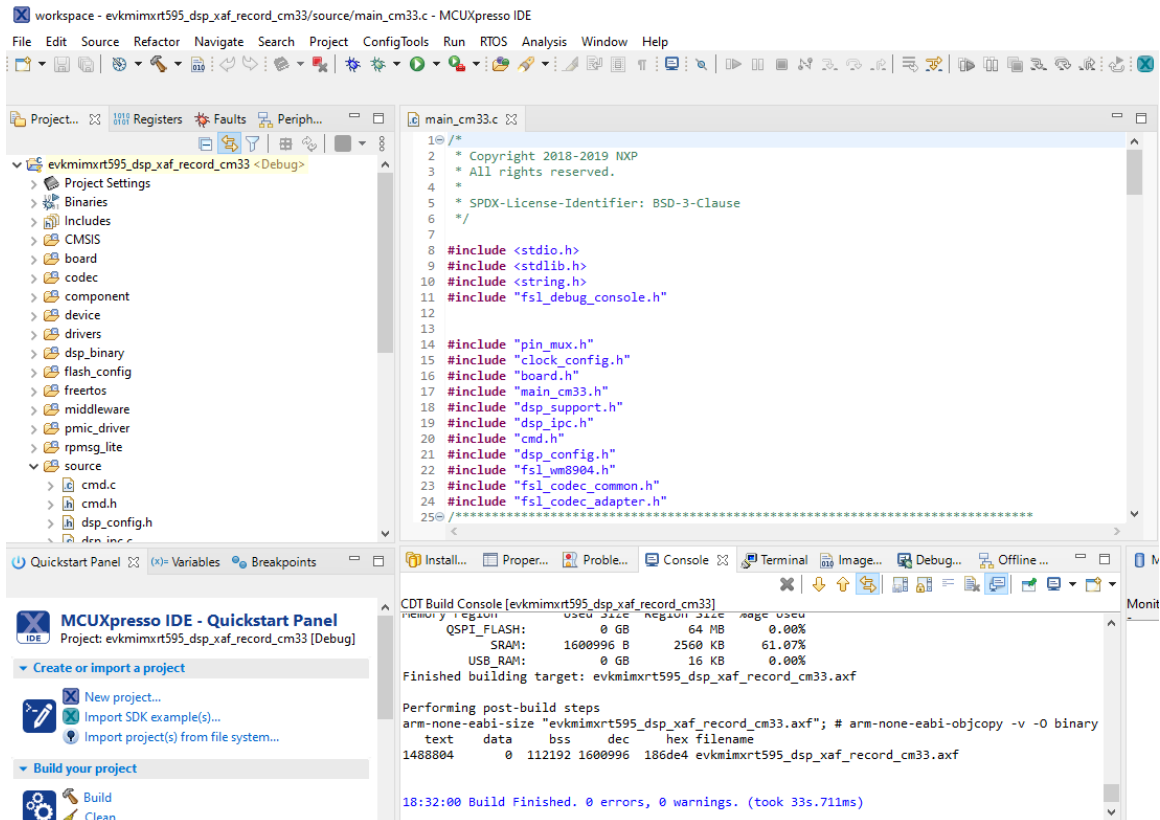 workspace - evkmimxrt595_dsp_xaf_record_cm33/source/main_cm33.c - MCUXpresso IDE
File Edit Source Refactor Navigate Search Project ConfigTools Run RTOS Analysis Window Help
Project... Registers Faults Periph...
evkmimxrt595_dsp_xaf_record_cm33 <Debug>
Project Settings
Binaries
Includes
CMSIS
board
codec
component
device
drivers
dsp_binary
flash_config
freertos
middleware
pmic_driver
rpmsg_lite
source
cmd.c
cmd.h
dsp_config.h
dsp_ipc.c
main_cm33.c
1 /*
2 * Copyright 2018-2019 NXP
3 * All rights reserved.
4 *
5 * SPDX-License-Identifier: BSD-3-Clause
6 */
7
8 #include <stdio.h>
9 #include <stdlib.h>
10 #include <string.h>
11 #include "fsl_debug_console.h"
12
13
14 #include "pin_mux.h"
15 #include "clock_config.h"
16 #include "board.h"
17 #include "main_cm33.h"
18 #include "dsp_support.h"
19 #include "dsp_ipc.h"
20 #include "cmd.h"
21 #include "dsp_config.h"
22 #include "fsl_wm8904.h"
23 #include "fsl_codec_common.h"
24 #include "fsl_codec_adapter.h"
25 /*******************************************************************************
Quickstart Panel (x)= Variables Breakpoints
IDE
MCUXpresso IDE - Quickstart Panel
Project: evkmimxrt595_dsp_xaf_record_cm33 [Debug]
Create or import a project
New project...
Import SDK example(s)...
Import project(s) from file system...
Build your project
Build
Clean
Install... Proper... Proble... Console Terminal Image... Debug... Offline ... M
Monit
CDT Build Console [evkmimxrt595_dsp_xaf_record_cm33]
Memory region Used Size Region Size %age Used
QSPI_FLASH: 0 GB 64 MB 0.00%
SRAM: 1600996 B 2560 KB 61.07%
USB_RAM: 0 GB 16 KB 0.00%
Finished building target: evkmimxrt595_dsp_xaf_record_cm33.axf
Performing post-build steps
arm-none-eabi-size "evkmimxrt595_dsp_xaf_record_cm33.axf"; # arm-none-eabi-objcopy -v -O binary
text data bss dec hex filename
1488804 0 112192 1600996 186de4 evkmimxrt595_dsp_xaf_record_cm33.axf
18:32:00 Build Finished. 0 errors, 0 warnings. (took 33s.711ms)